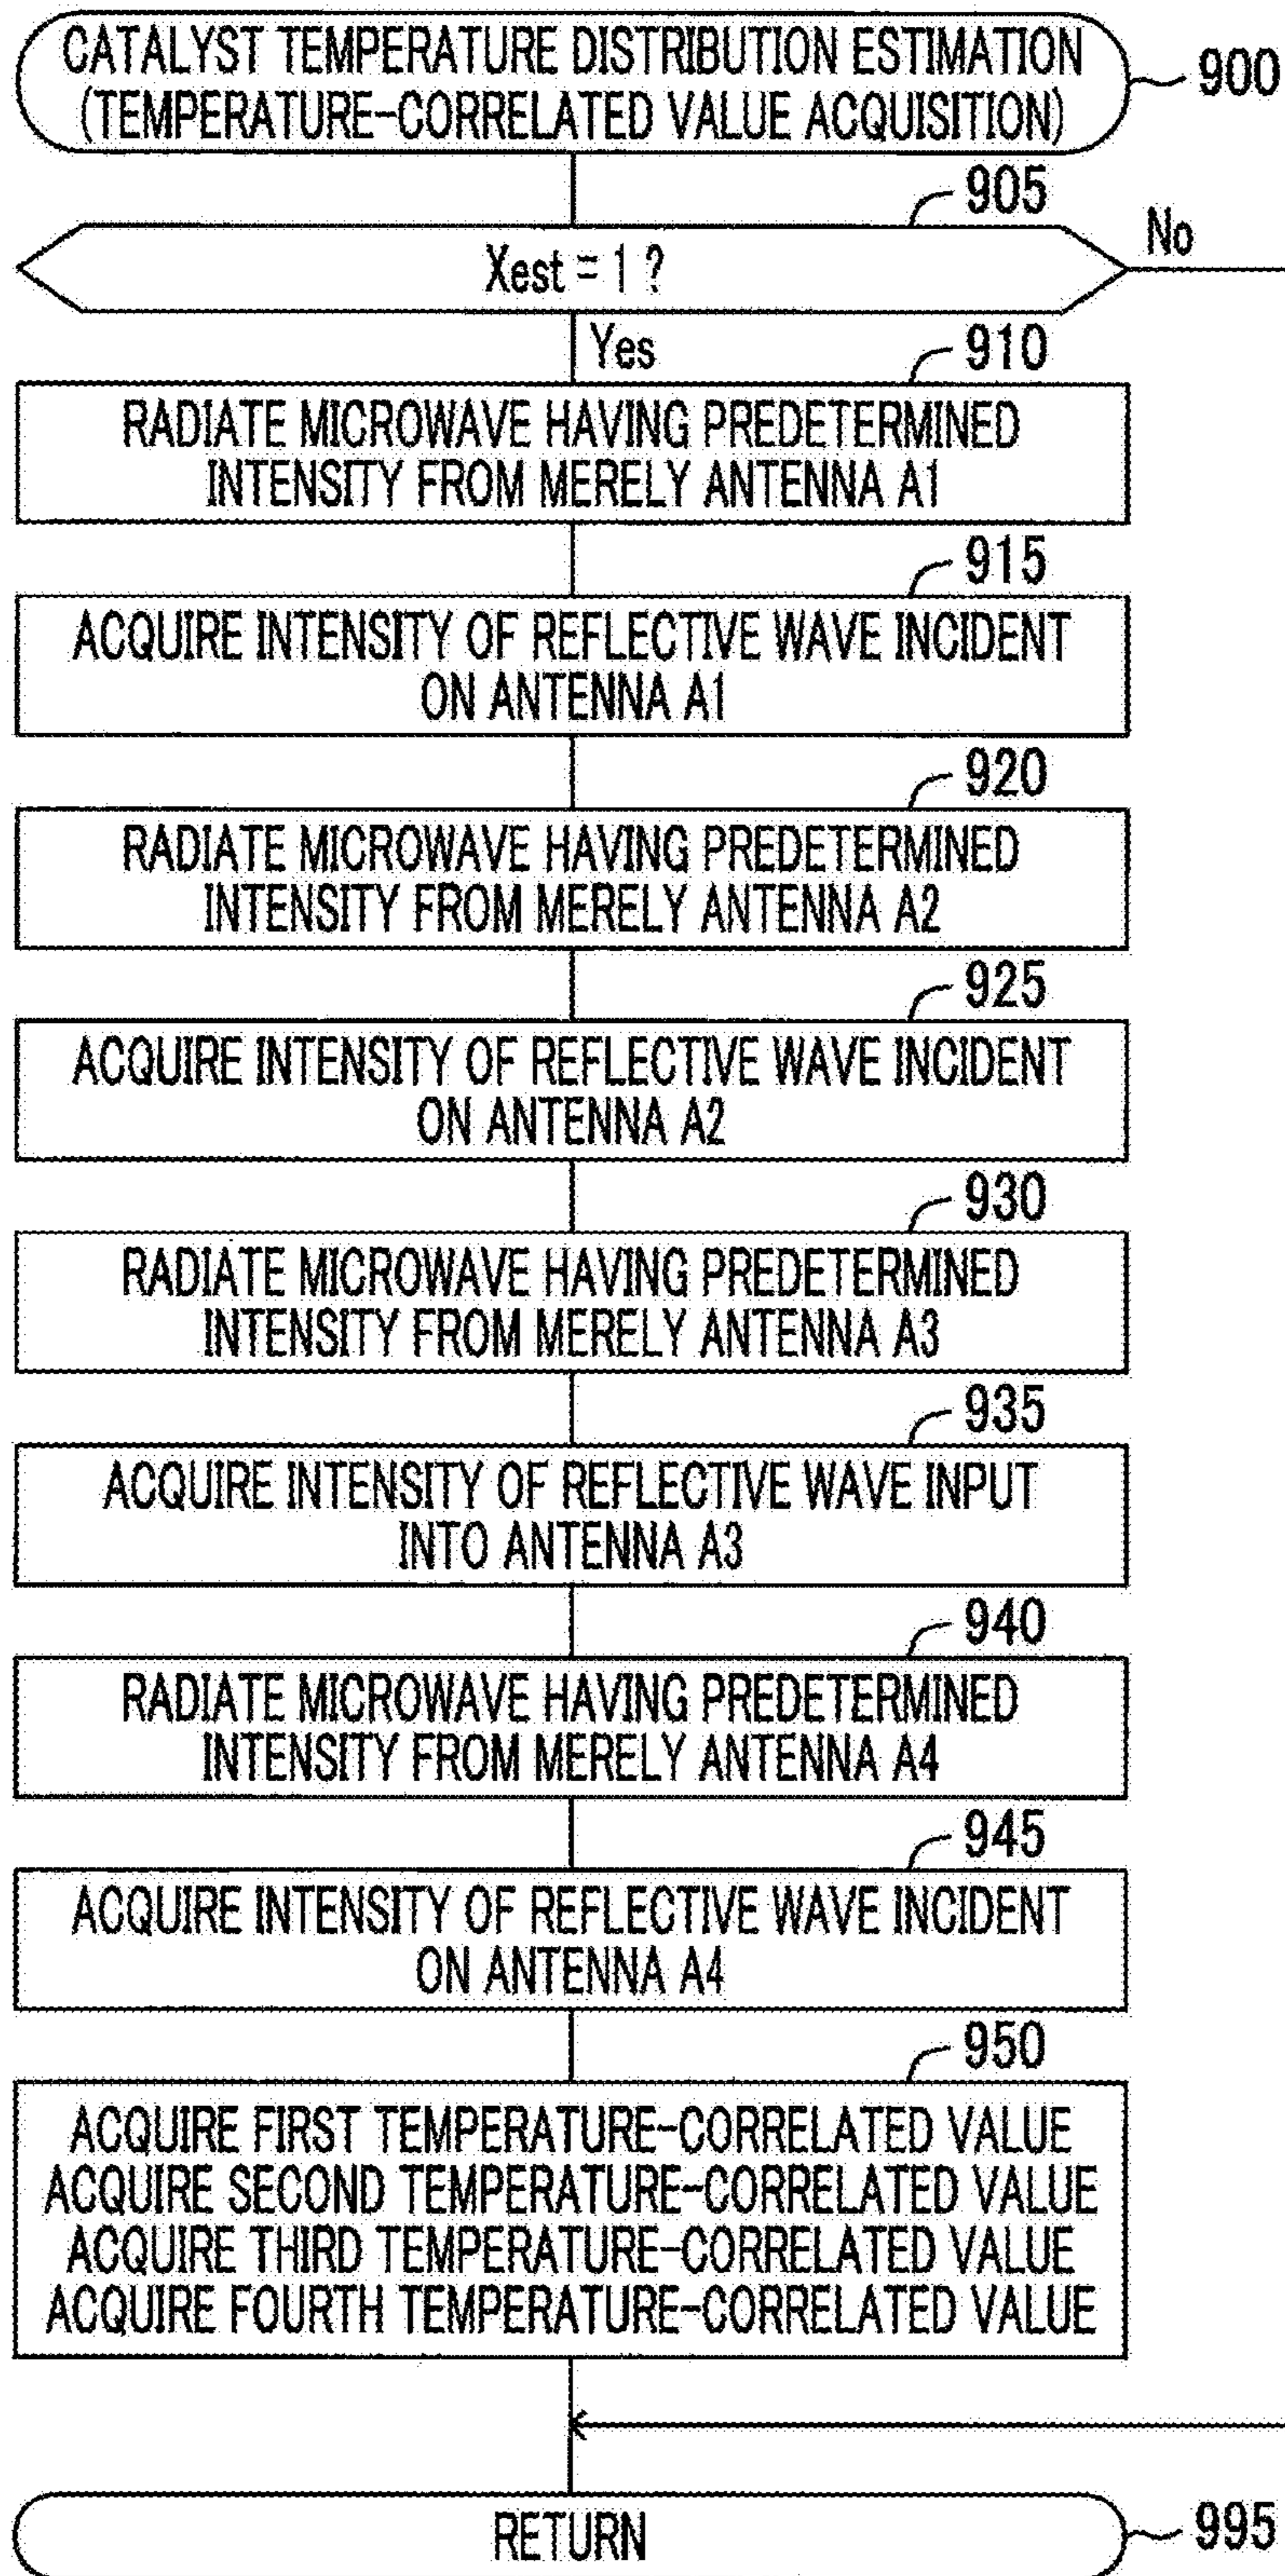 CATALYST TEMPERATURE DISTRIBUTION ESTIMATION
(TEMPERATURE-CORRELATED VALUE ACQUISITION)
900
905
Xest = 1 ?
No
Yes
910
RADIATE MICROWAVE HAVING PREDETERMINED
INTENSITY FROM MERELY ANTENNA A1
915
ACQUIRE INTENSITY OF REFLECTIVE WAVE INCIDENT
ON ANTENNA A1
920
RADIATE MICROWAVE HAVING PREDETERMINED
INTENSITY FROM MERELY ANTENNA A2
925
ACQUIRE INTENSITY OF REFLECTIVE WAVE INCIDENT
ON ANTENNA A2
930
RADIATE MICROWAVE HAVING PREDETERMINED
INTENSITY FROM MERELY ANTENNA A3
935
ACQUIRE INTENSITY OF REFLECTIVE WAVE INPUT
INTO ANTENNA A3
940
RADIATE MICROWAVE HAVING PREDETERMINED
INTENSITY FROM MERELY ANTENNA A4
945
ACQUIRE INTENSITY OF REFLECTIVE WAVE INCIDENT
ON ANTENNA A4
950
ACQUIRE FIRST TEMPERATURE-CORRELATED VALUE
ACQUIRE SECOND TEMPERATURE-CORRELATED VALUE
ACQUIRE THIRD TEMPERATURE-CORRELATED VALUE
ACQUIRE FOURTH TEMPERATURE-CORRELATED VALUE
RETURN
995